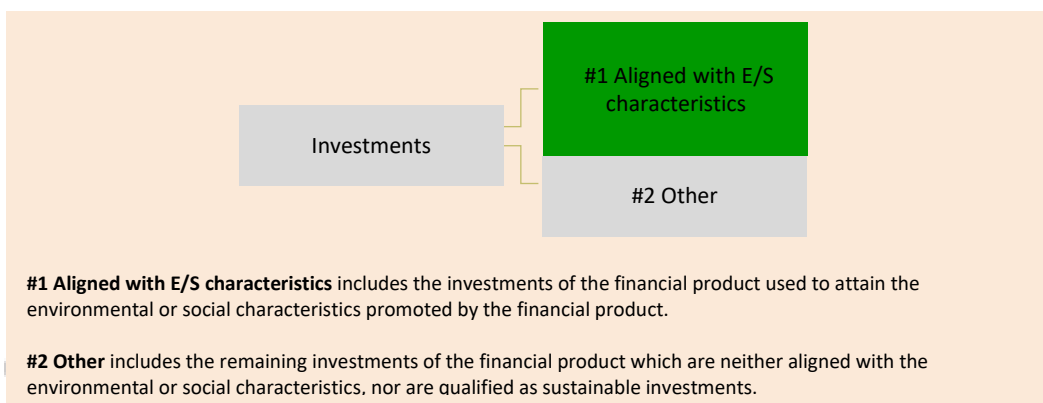 #1 Aligned with E/S
characteristics
Investments
#2 Other
#1 Aligned with E/S characteristics includes the investments of the financial product used to attain the
environmental or social characteristics promoted by the financial product.
#2 Other includes the remaining investments of the financial product which are neither aligned with the
environmental or social characteristics, nor are qualified as sustainable investments.